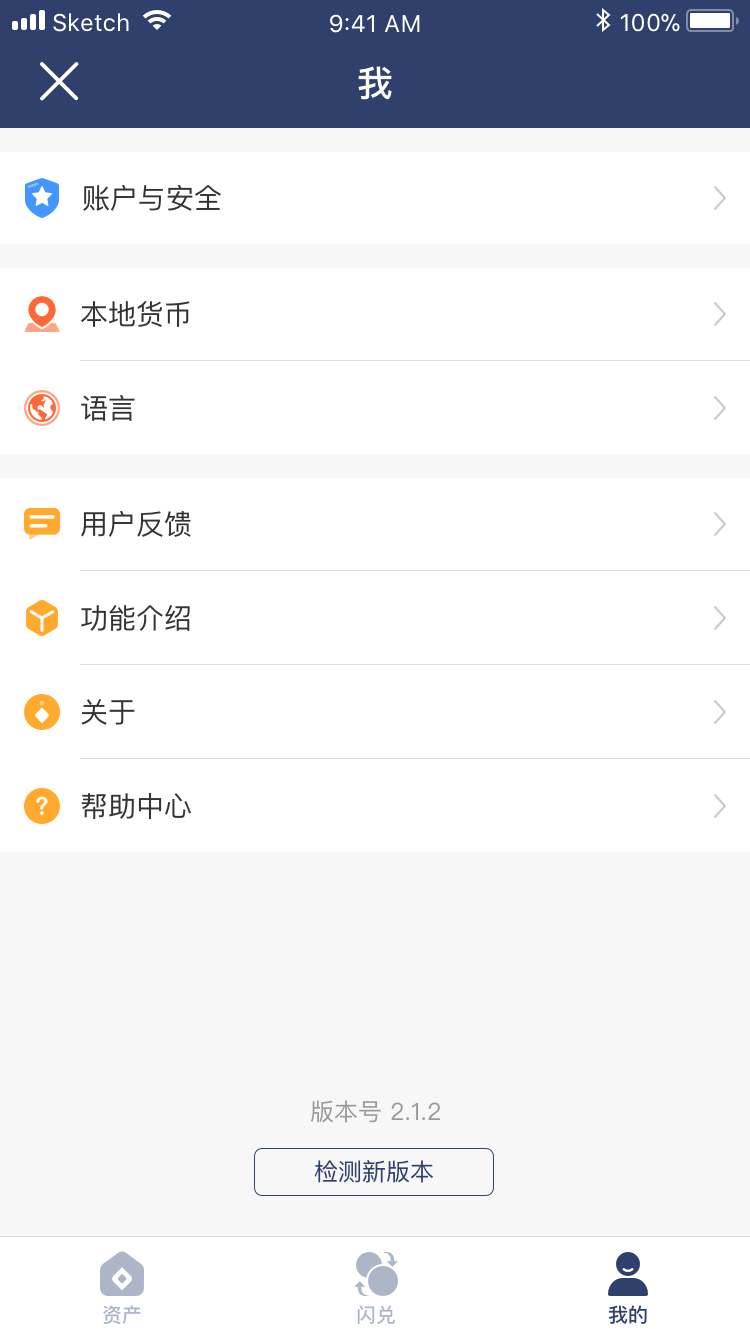 Sketch 9:41 AM 100%
我
账户与安全
本地货币
语言
用户反馈
功能介绍
关于
帮助中心
版本号 2.1.2
检测新版本
资产 闪兑 我的